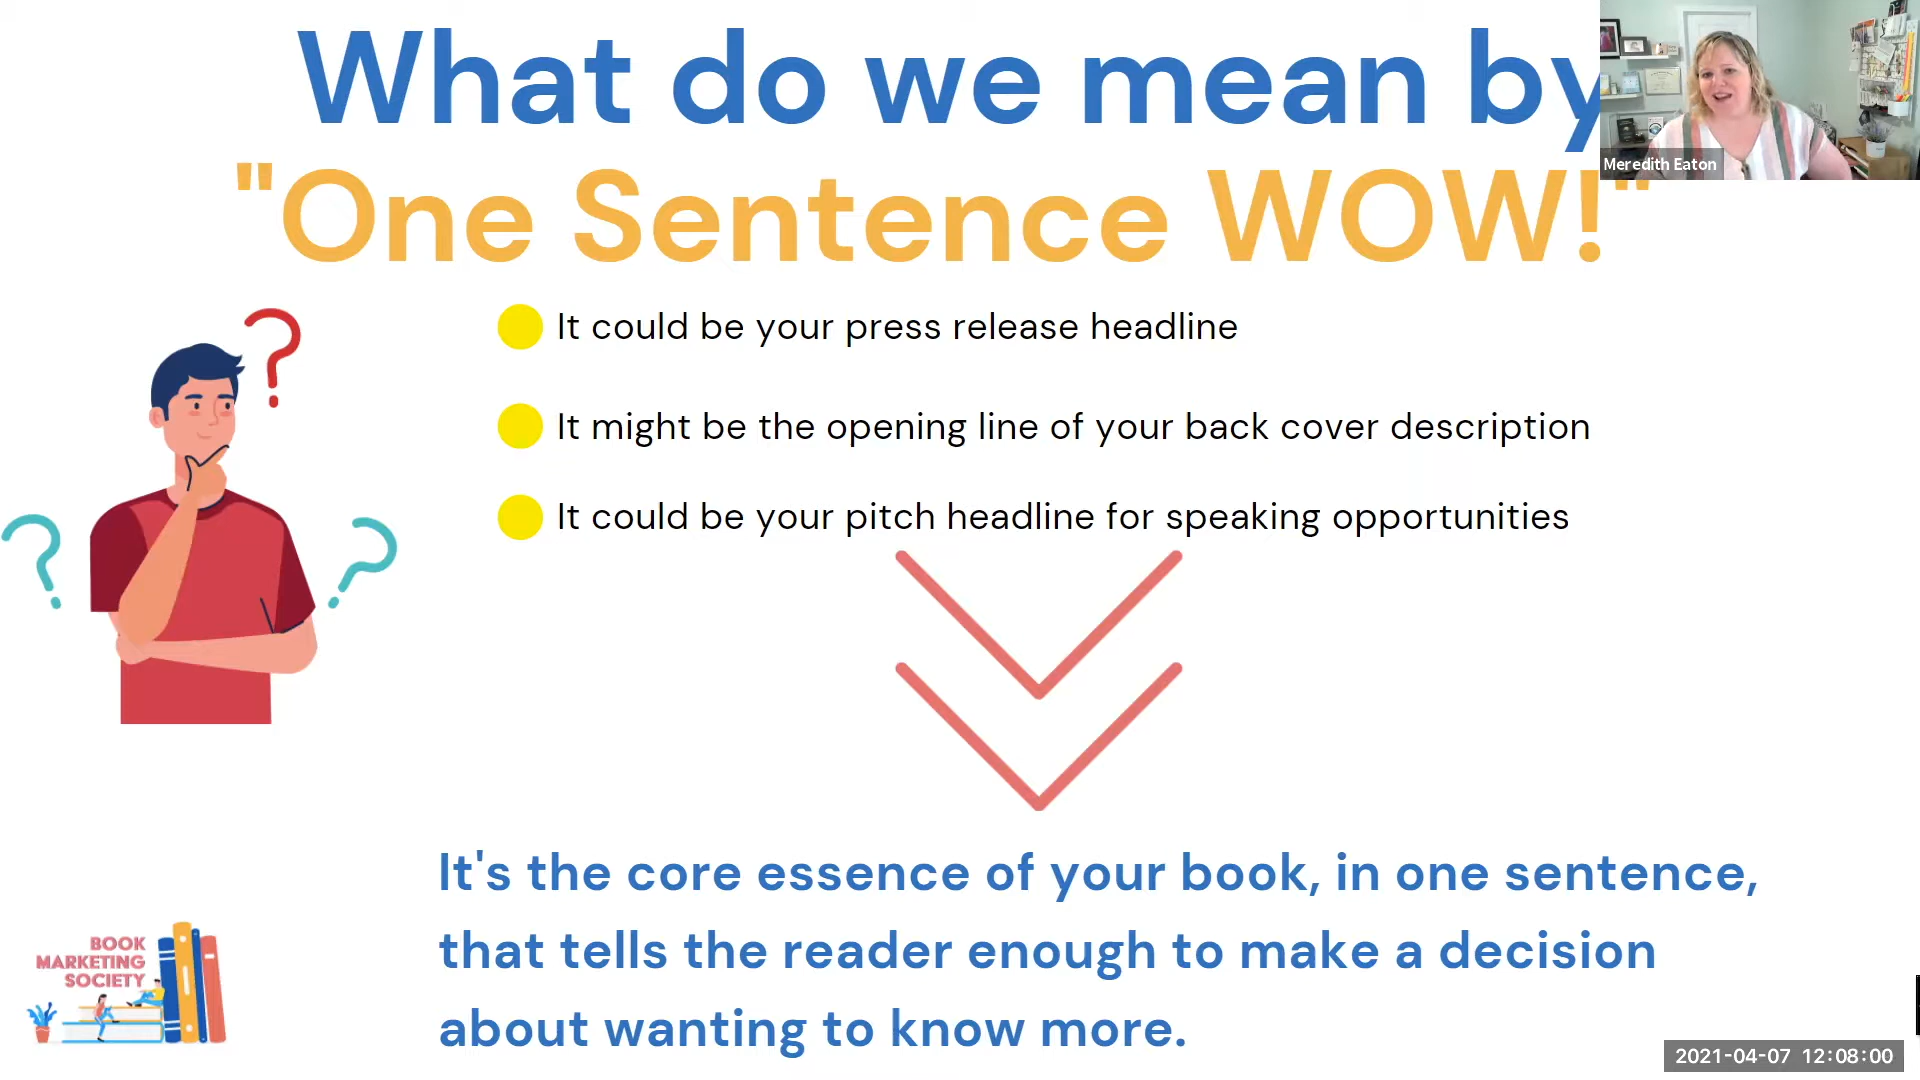 What do we mean by
"One Sentence WOW!"
Meredith Eaton
It could be your press release headline
It might be the opening line of your back cover description
It could be your pitch headline for speaking opportunities
It's the core essence of your book, in one sentence,
that tells the reader enough to make a decision
about wanting to know more.
BOOK
MARKETING
SOCIETY
2021-04-07 12:08:00